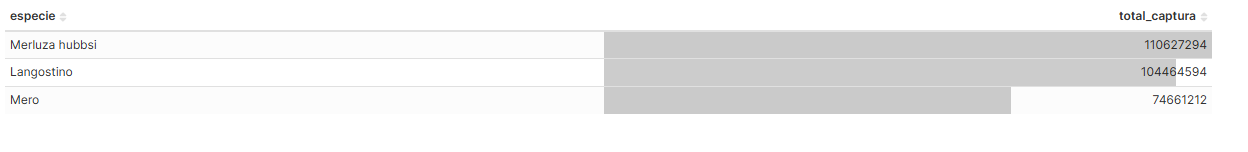 especie total_captura
Merluza hubbsi 110627294
Langostino 104464594
Mero 74661212